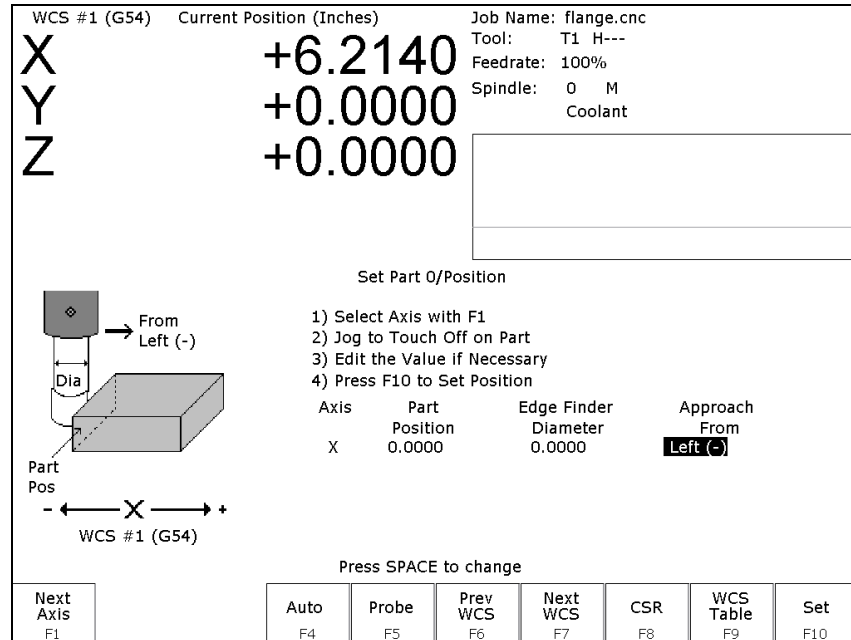 WCS #1 (G54) Current Position (Inches) Job Name: flange.cnc
X +6.2140 Tool: T1 H---
Feedrate: 100%
Y +0.0000 Spindle: 0 M
Coolant
Z +0.0000
Set Part 0/Position
From
Left (-)
Dia
Part
Pos
- X +
WCS #1 (G54)
1) Select Axis with F1
2) Jog to Touch Off on Part
3) Edit the Value if Necessary
4) Press F10 to Set Position
Axis Part Edge Finder Approach
Position Diameter From
X 0.0000 0.0000 Left (-)
Press SPACE to change
Next Axis F1
Auto F4
Probe F5
Prev WCS F6
Next WCS F7
CSR F8
WCS Table F9
Set F10